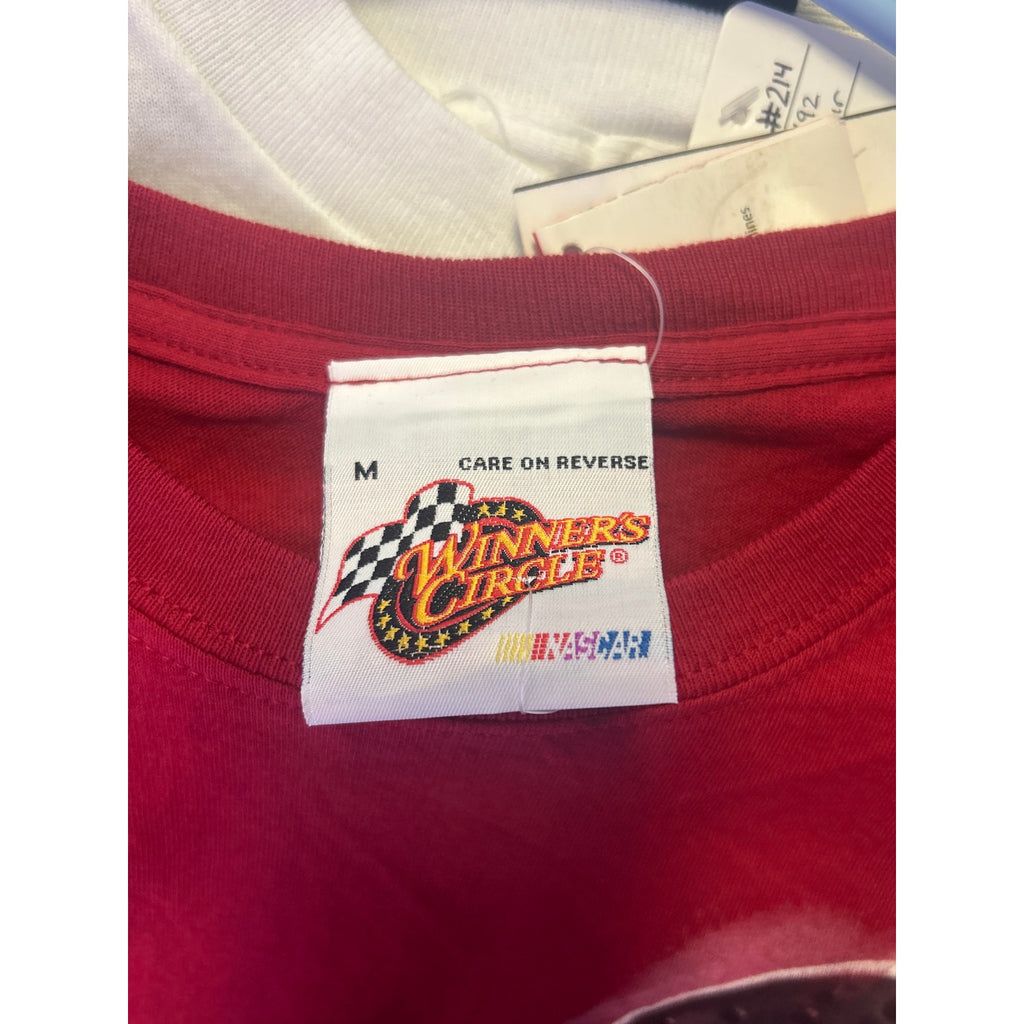 #214
M
CARE ON REVERSE
WINNER'S
CIRCLE®
NASCAR